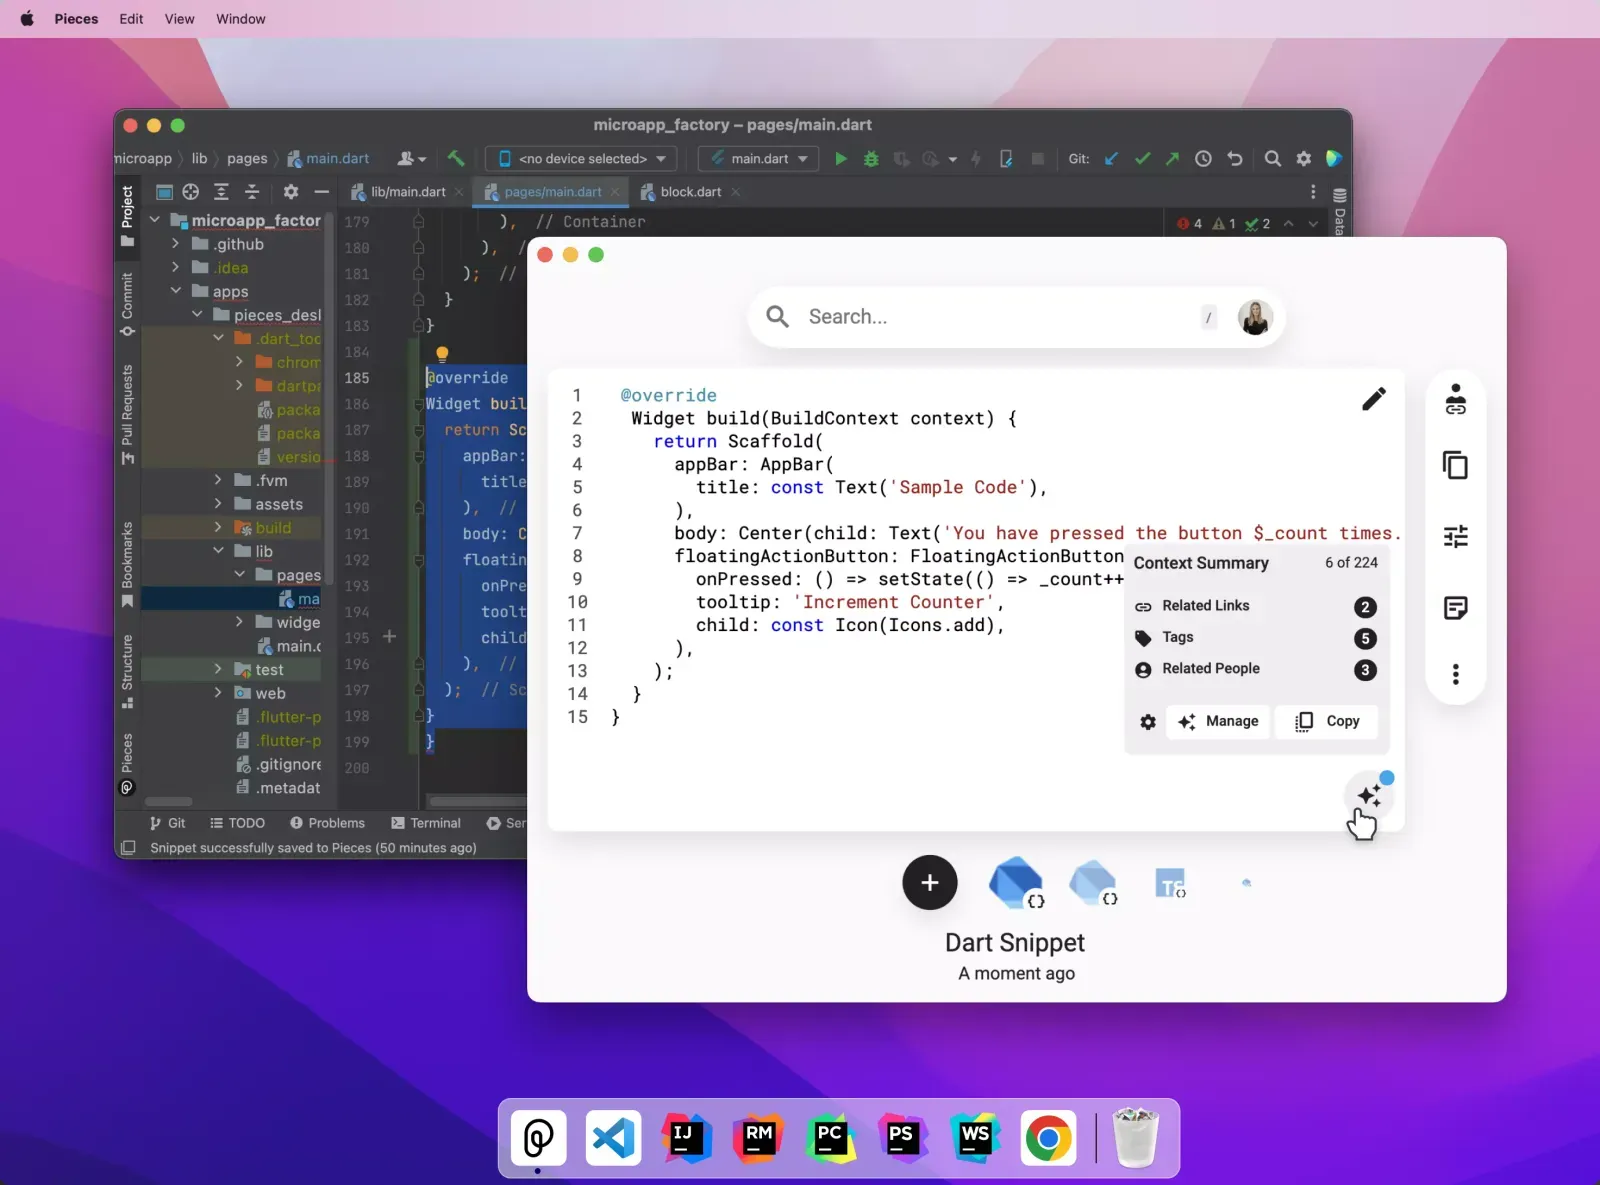 Pieces Edit View Window
microapp_factory – pages/main.dart
microapp lib pages main.dart <no device selected> main.dart Git:
lib/main.dart pages/main.dart block.dart
Project
Commit
Pull Requests
Bookmarks
Structure
Pieces
microapp_factor
.github
.idea
apps
pieces_desl
.dart_too
chrom
dartpa
packa
packa
versio
.fvm
assets
build
lib
pages
ma
widge
main.c
test
web
.flutter-p
.flutter-p
.gitignore
.metadat
179 ), // Container
180 ), /
181 ); //
182 }
183 }
184
185 @override
186 Widget buil
187 return Sc
188 appBar:
189 title
190 ), //
191 body: C
192 floatin
193 onPre
194 toolt
195 child
196 ), //
197 ); // Sc
198 }
199 }
200
4 1 2
Data
Git TODO Problems Terminal Ser
Snippet successfully saved to Pieces (50 minutes ago)
Search... /
1 @override
2 Widget build(BuildContext context) {
3 return Scaffold(
4 appBar: AppBar(
5 title: const Text('Sample Code'),
6 ),
7 body: Center(child: Text('You have pressed the button $_count times.
8 floatingActionButton: FloatingActionButton
9 onPressed: () => setState(() => _count++
10 tooltip: 'Increment Counter',
11 child: const Icon(Icons.add),
12 ),
13 );
14 }
15 }
Context Summary 6 of 224
Related Links 2
Tags 5
Related People 3
Manage Copy
Dart Snippet
A moment ago
IJ RM PC PS WS